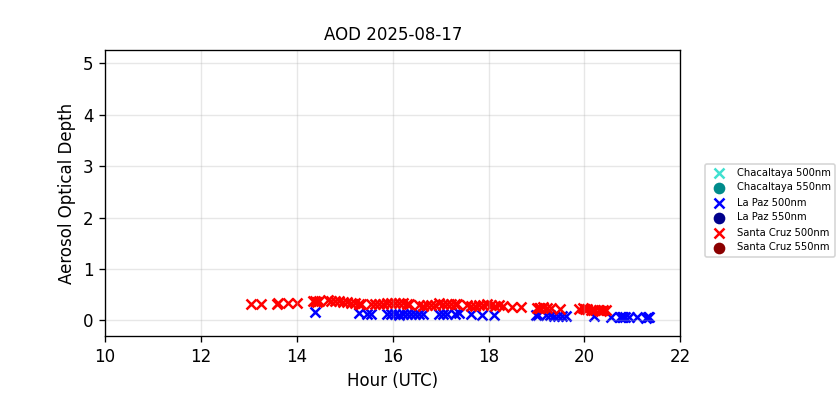 AOD 2025-08-17
Aerosol Optical Depth
5
4
3
2
1
0
10 12 14 16 18 20 22
Hour (UTC)
Chacaltaya 500nm
Chacaltaya 550nm
La Paz 500nm
La Paz 550nm
Santa Cruz 500nm
Santa Cruz 550nm